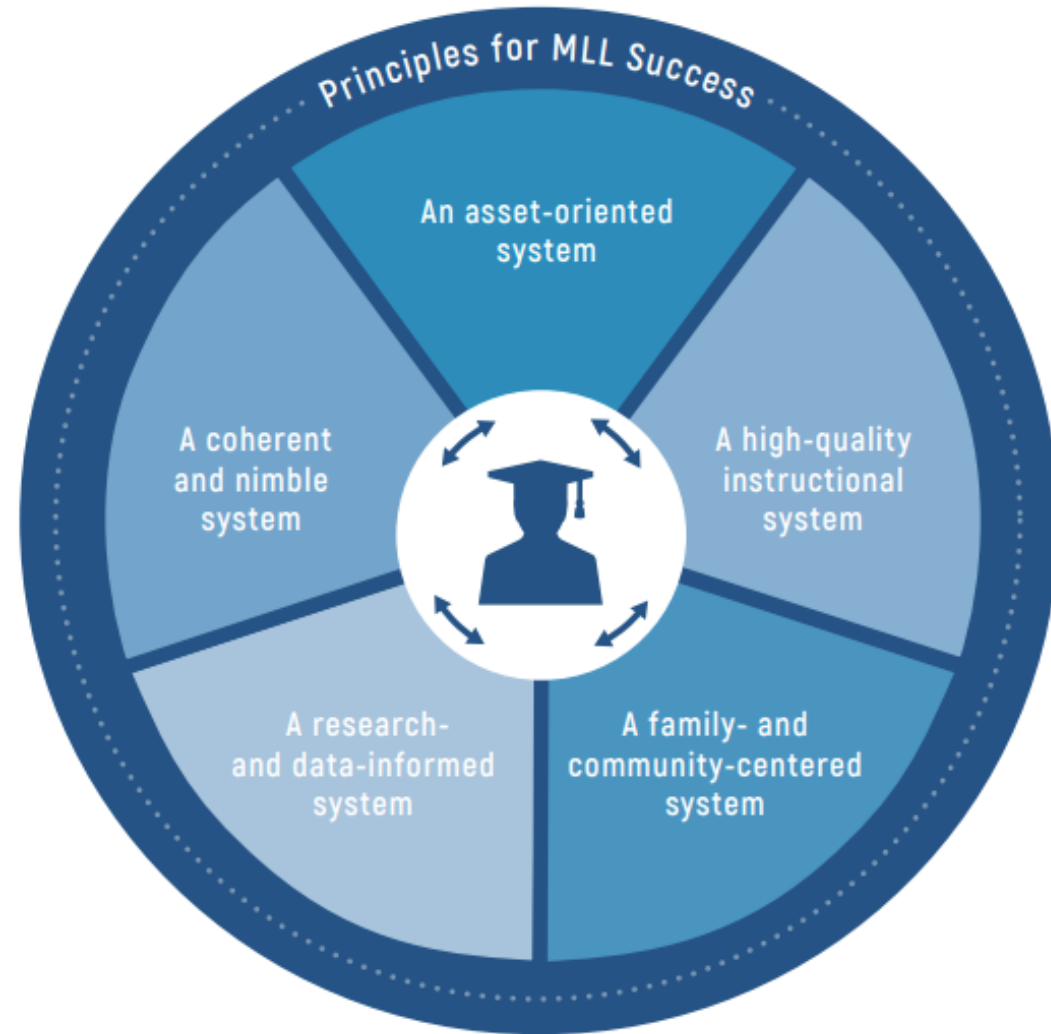 Principles for MLL Success
An asset-oriented
system
A high-quality
instructional
system
A family- and
community-centered
system
A research-
and data-informed
system
A coherent
and nimble
system